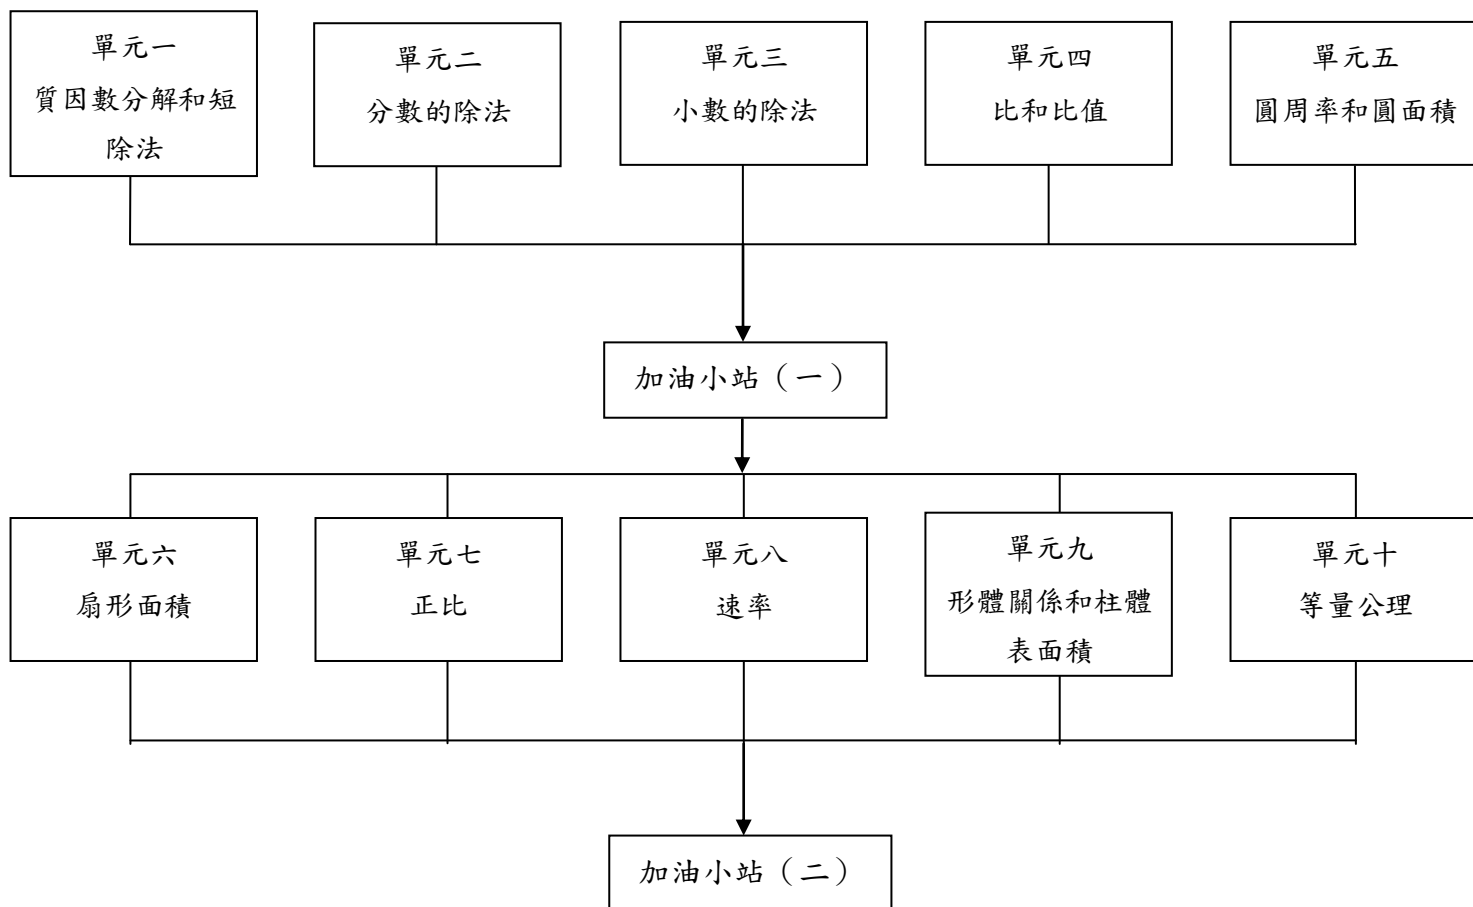 單元一
質因數分解和短
除法
單元二
分數的除法
單元三
小數的除法
單元四
比和比值
單元五
圓周率和圓面積
加油小站（一）
單元六
扇形面積
單元七
正比
單元八
速率
單元九
形體關係和柱體
表面積
單元十
等量公理
加油小站（二）